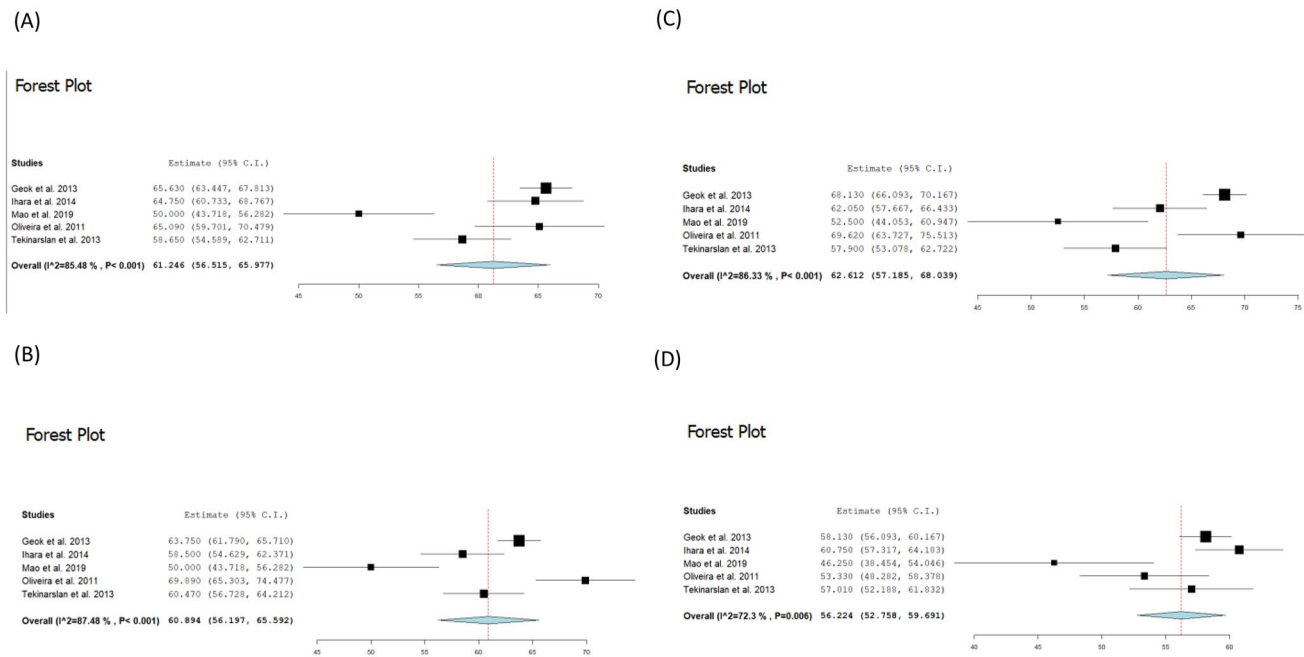 (A)
Forest Plot
Studies Estimate (95% C.I.)
Geok et al. 2013 65.630 (63.447, 67.813)
Ihara et al. 2014 64.750 (60.733, 68.767)
Mao et al. 2019 50.000 (43.718, 56.282)
Oliveira et al. 2011 65.090 (59.701, 70.479)
Tekinarslan et al. 2013 58.650 (54.589, 62.711)
Overall (I^2=85.48 % , P< 0.001) 61.246 (56.515, 65.977)
45 50 55 60 65 70
(B)
Forest Plot
Studies Estimate (95% C.I.)
Geok et al. 2013 63.750 (61.790, 65.710)
Ihara et al. 2014 58.500 (54.629, 62.371)
Mao et al. 2019 50.000 (43.718, 56.282)
Oliveira et al. 2011 69.890 (65.303, 74.477)
Tekinarslan et al. 2013 60.470 (56.728, 64.212)
Overall (I^2=87.48 % , P< 0.001) 60.894 (56.197, 65.592)
45 50 55 60 65 70
(C)
Forest Plot
Studies Estimate (95% C.I.)
Geok et al. 2013 68.130 (66.093, 70.167)
Ihara et al. 2014 62.050 (57.667, 66.433)
Mao et al. 2019 52.500 (44.053, 60.947)
Oliveira et al. 2011 69.620 (63.727, 75.513)
Tekinarslan et al. 2013 57.900 (53.078, 62.722)
Overall (I^2=86.33 % , P< 0.001) 62.612 (57.185, 68.039)
45 50 55 60 65 70 75
(D)
Forest Plot
Studies Estimate (95% C.I.)
Geok et al. 2013 58.130 (56.093, 60.167)
Ihara et al. 2014 60.750 (57.317, 64.183)
Mao et al. 2019 46.250 (38.454, 54.046)
Oliveira et al. 2011 53.330 (48.282, 58.378)
Tekinarslan et al. 2013 57.010 (52.188, 61.832)
Overall (I^2=72.3 % , P=0.006) 56.224 (52.758, 59.691)
40 45 50 55 60